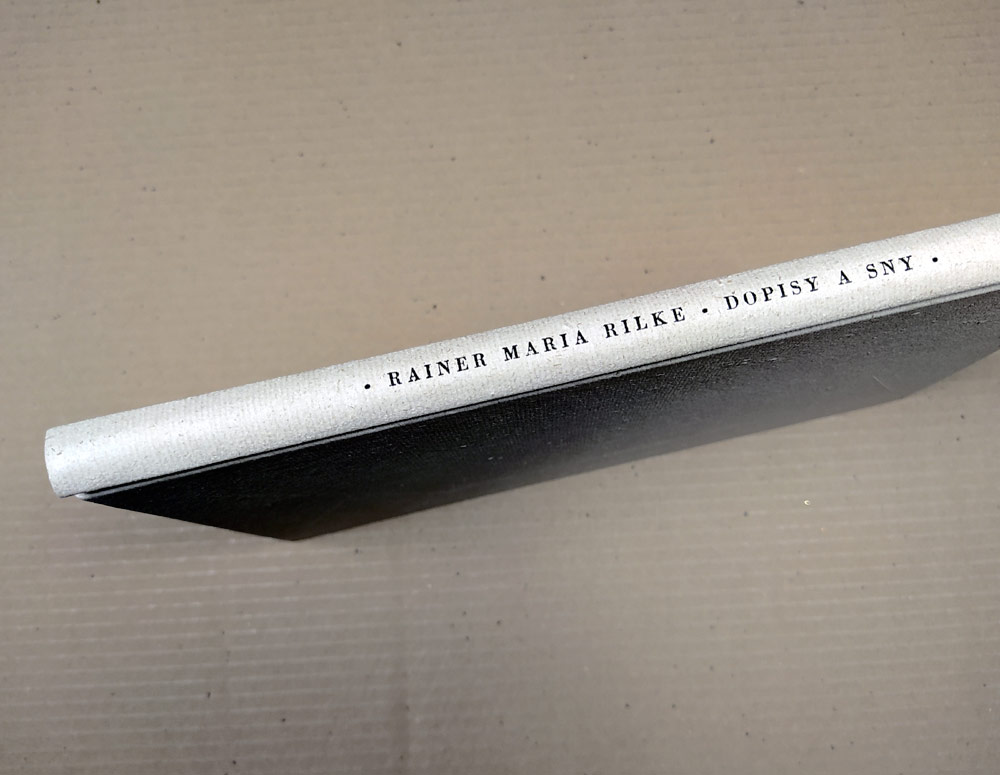 • RAINER MARIA RILKE • DOPISY A SNY •